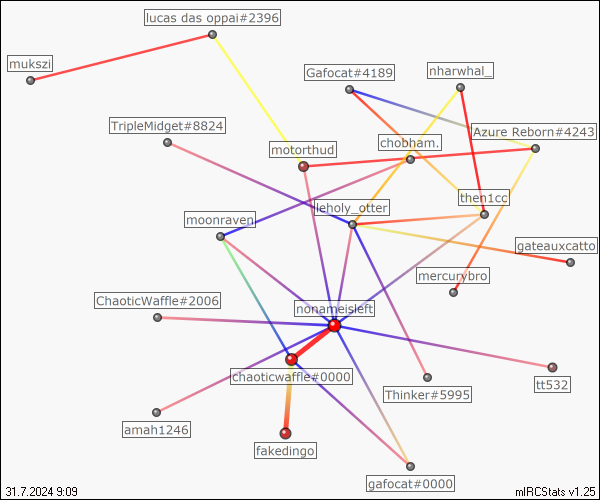 lucas das oppai#2396
mukszi
Gafocat#4189
nharwhal_
TripleMidget#8824
motorthud
chobham.
Azure Reborn#4243
then1cc
leholy_otter
moonraven
gateauxcatto
mercurybro
ChaoticWaffle#2006
nonameisleft
chaoticwaffle#0000
Thinker#5995
tt532
amah1246
fakedingo
gafocat#0000
31.7.2024 9:09
mIRCStats v1.25